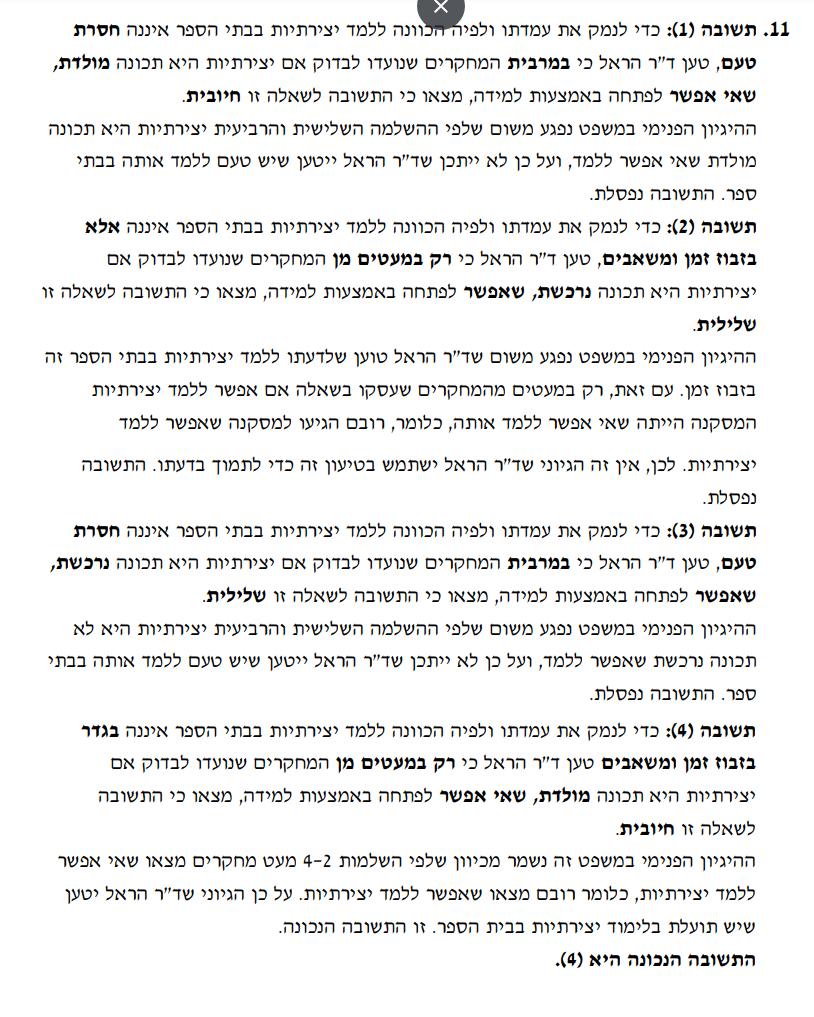 11. תשובה (1): כדי לנמק את עמדתו ולפיה הכוונה ללמד יצירתיות בבתי הספר איננה חסרת
טעם, טען ד"ר הראל כי במרבית המחקרים שנועדו לבדוק אם יצירתיות היא תכונה מולדת,
שאי אפשר לפתחה באמצעות למידה, מצאו כי התשובה לשאלה זו חיובית.
ההיגיון הפנימי במשפט נפגע משום שלפי ההשלמה השלישית והרביעית יצירתיות היא תכונה
מולדת שאי אפשר ללמד, ועל כן לא ייתכן שד"ר הראל ייטען שיש טעם ללמד אותה בבתי
ספר. התשובה נפסלת.
תשובה (2): כדי לנמק את עמדתו ולפיה הכוונה ללמד יצירתיות בבתי הספר איננה אלא
בזבוז זמן ומשאבים, טען ד"ר הראל כי רק במעטים מן המחקרים שנועדו לבדוק אם
יצירתיות היא תכונה נרכשת, שאפשר לפתחה באמצעות למידה, מצאו כי התשובה לשאלה זו
שלילית.
ההיגיון הפנימי במשפט נפגע משום שד"ר הראל טוען שלדעתו ללמד יצירתיות בבתי הספר זה
בזבוז זמן. עם זאת, רק במעטים מהמחקרים שעסקו בשאלה אם אפשר ללמד יצירתיות
המסקנה הייתה שאי אפשר ללמד אותה, כלומר, רובם הגיעו למסקנה שאפשר ללמד
יצירתיות. לכן, אין זה הגיוני שד"ר הראל ישתמש בטיעון זה כדי לתמוך בדעתו. התשובה
נפסלת.
תשובה (3): כדי לנמק את עמדתו ולפיה הכוונה ללמד יצירתיות בבתי הספר איננה חסרת
טעם, טען ד"ר הראל כי במרבית המחקרים שנועדו לבדוק אם יצירתיות היא תכונה נרכשת,
שאפשר לפתחה באמצעות למידה, מצאו כי התשובה לשאלה זו שלילית.
ההיגיון הפנימי במשפט נפגע משום שלפי ההשלמה השלישית והרביעית יצירתיות היא לא
תכונה נרכשת שאפשר ללמד, ועל כן לא ייתכן שד"ר הראל ייטען שיש טעם ללמד אותה בבתי
ספר. התשובה נפסלת.
תשובה (4): כדי לנמק את עמדתו ולפיה הכוונה ללמד יצירתיות בבתי הספר איננה בגדר
בזבוז זמן ומשאבים טען ד"ר הראל כי רק במעטים מן המחקרים שנועדו לבדוק אם
יצירתיות היא תכונה מולדת, שאי אפשר לפתחה באמצעות למידה, מצאו כי התשובה
לשאלה זו חיובית.
ההיגיון הפנימי במשפט זה נשמר מכיוון שלפי השלמות 4-2 מעט מחקרים מצאו שאי אפשר
ללמד יצירתיות, כלומר רובם מצאו שאפשר ללמד יצירתיות. על כן הגיוני שד"ר הראל יטען
שיש תועלת בלימוד יצירתיות בבית הספר. זו התשובה הנכונה.
התשובה הנכונה היא (4).